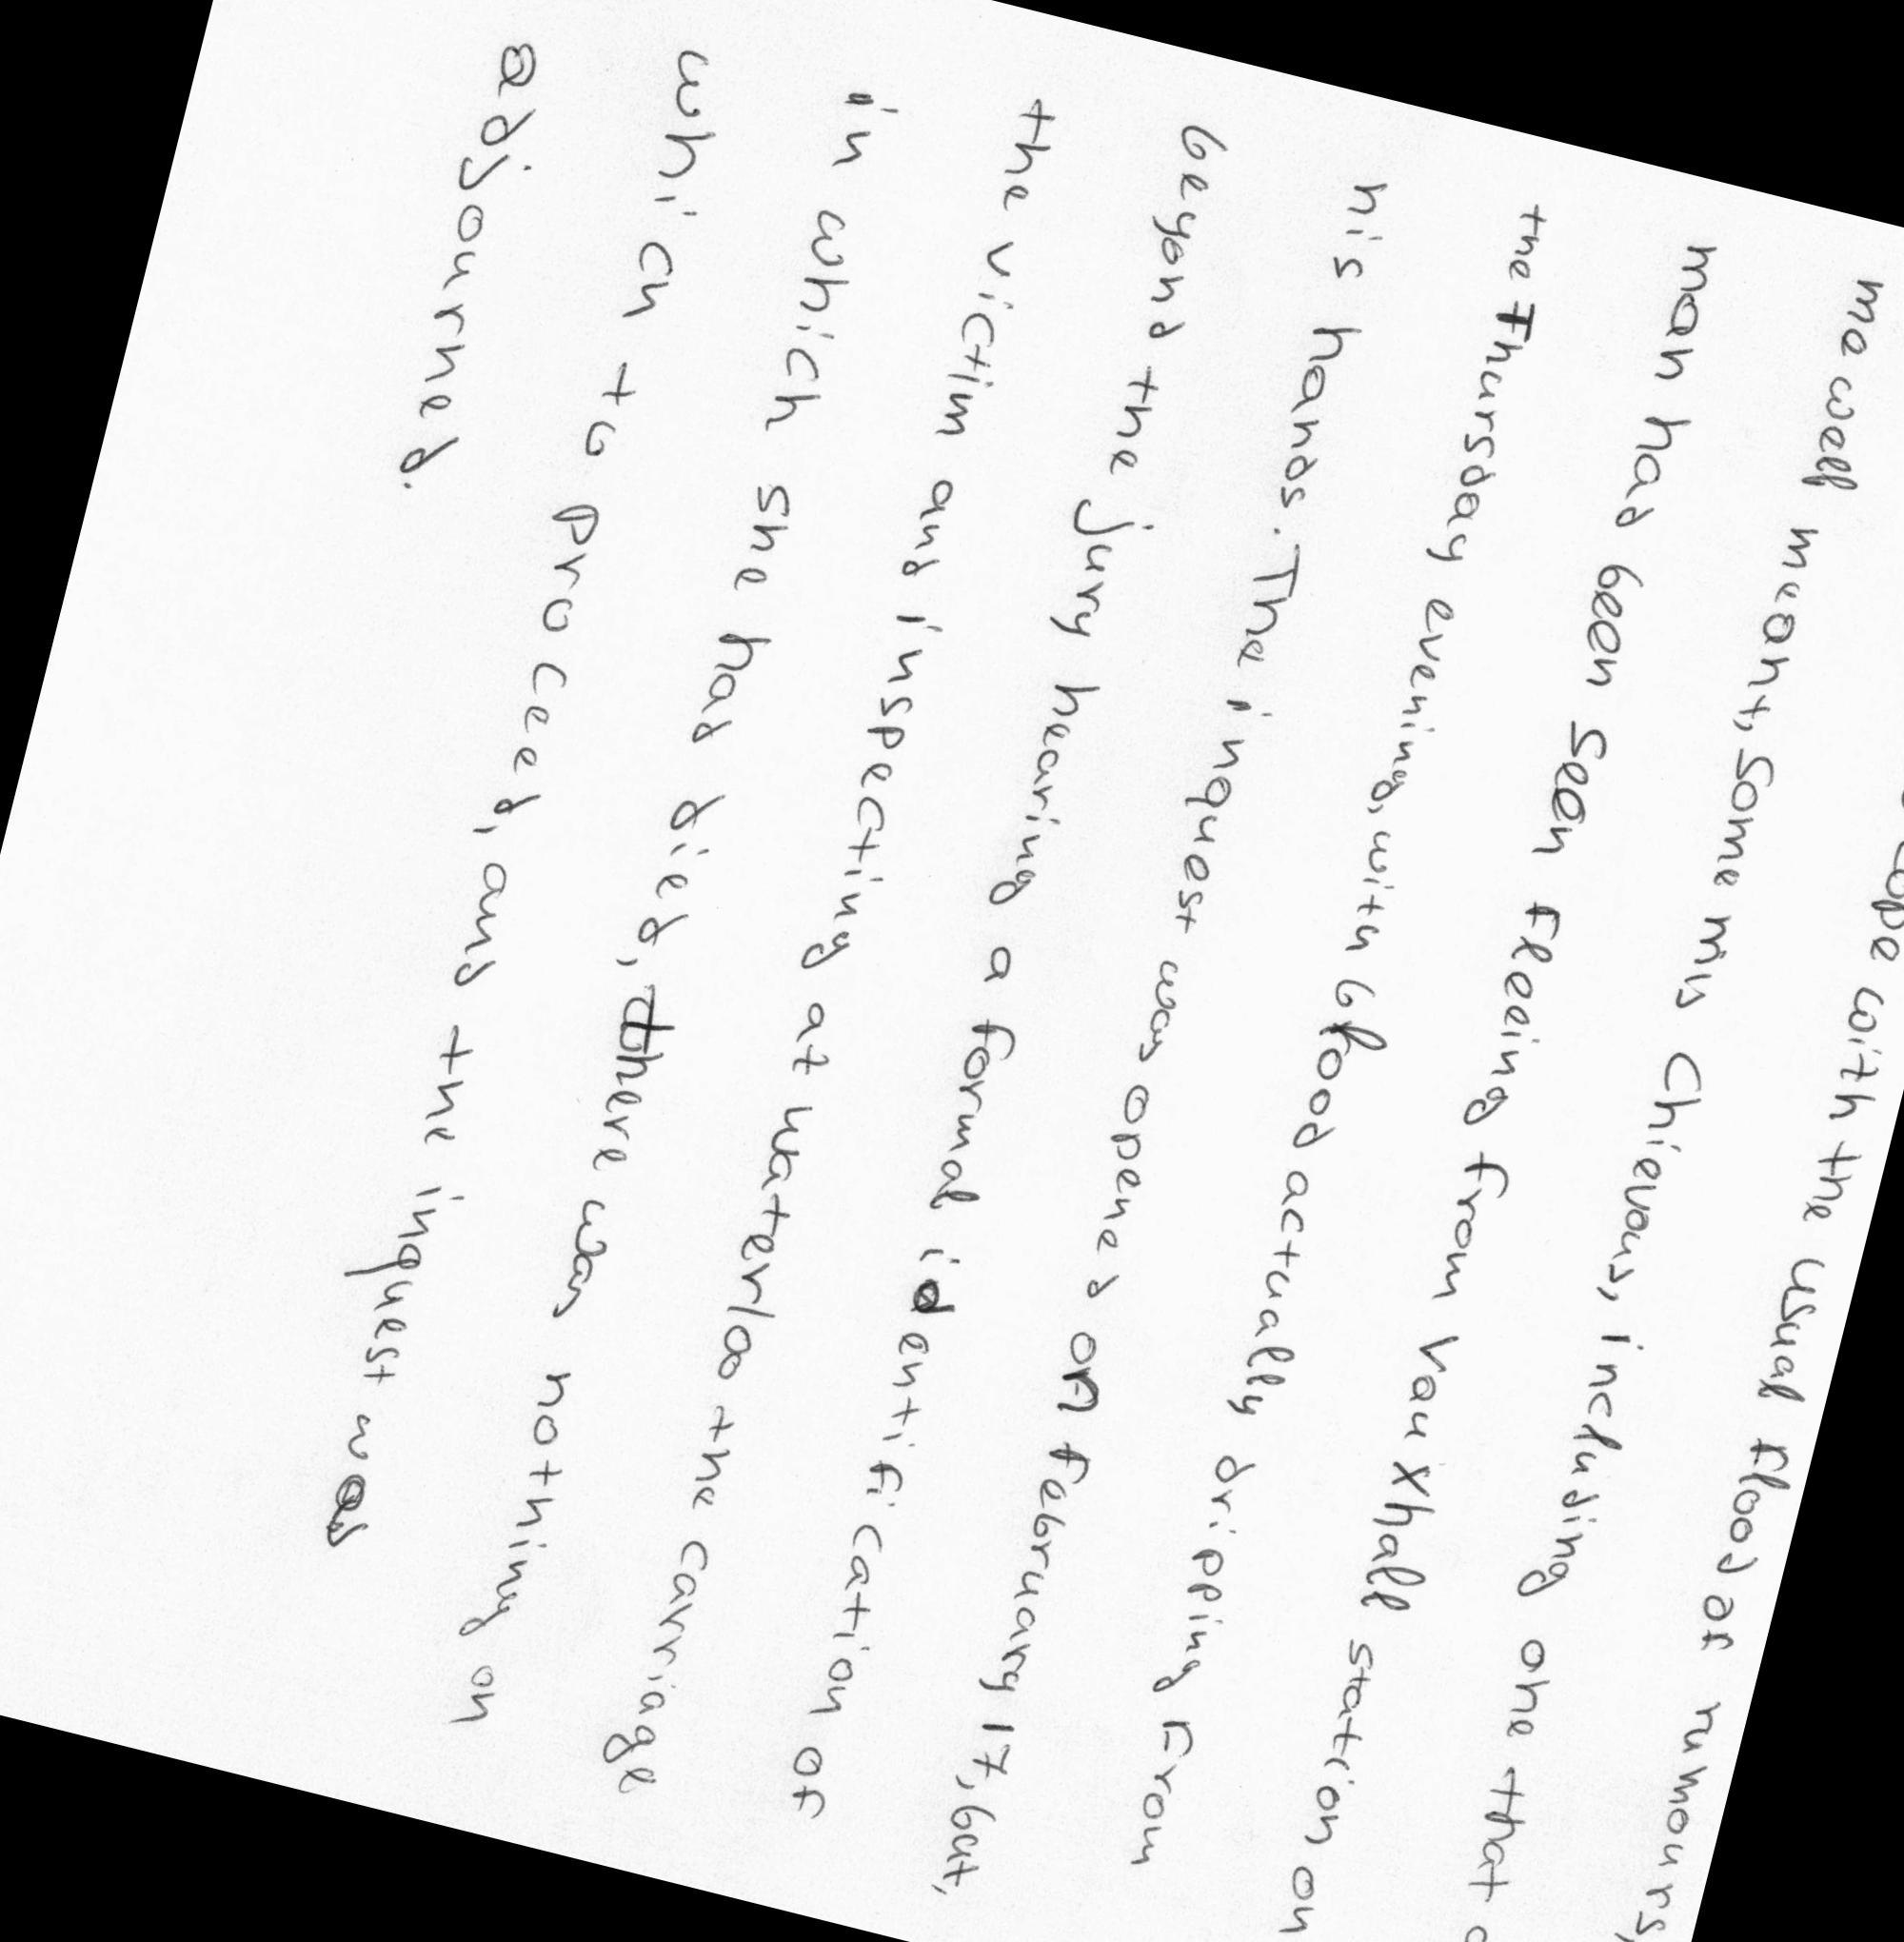 cope with the usual flood of rumours,
me well meant, some mischievous, including one that
man had been seen fleeing from Vauxhall station on
the Thursday evening, with blood actually dripping From
his hands. The inquest was opened on february 17, but,
beyond the jury hearing a formal identification of
the victim and inspecting at waterloo the carriage
in which she had died, there was nothing on
which to proceed, and the inquest was
adjourned.